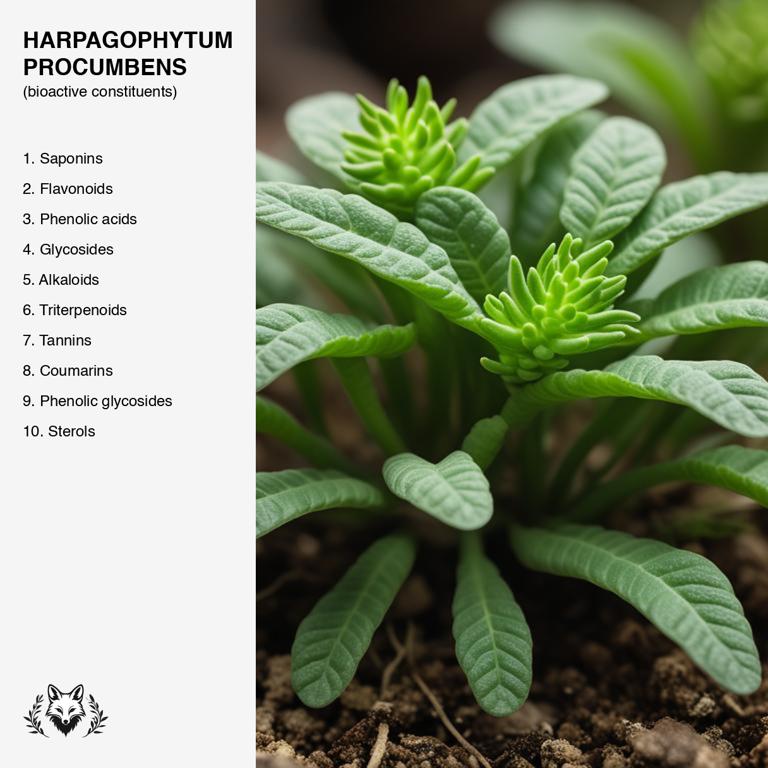 HARPAGOPHYTUM
PROCUMBENS
(bioactive constituents)
1. Saponins
2. Flavonoids
3. Phenolic acids
4. Glycosides
5. Alkaloids
6. Triterpenoids
7. Tannins
8. Coumarins
9. Phenolic glycosides
10. Sterols